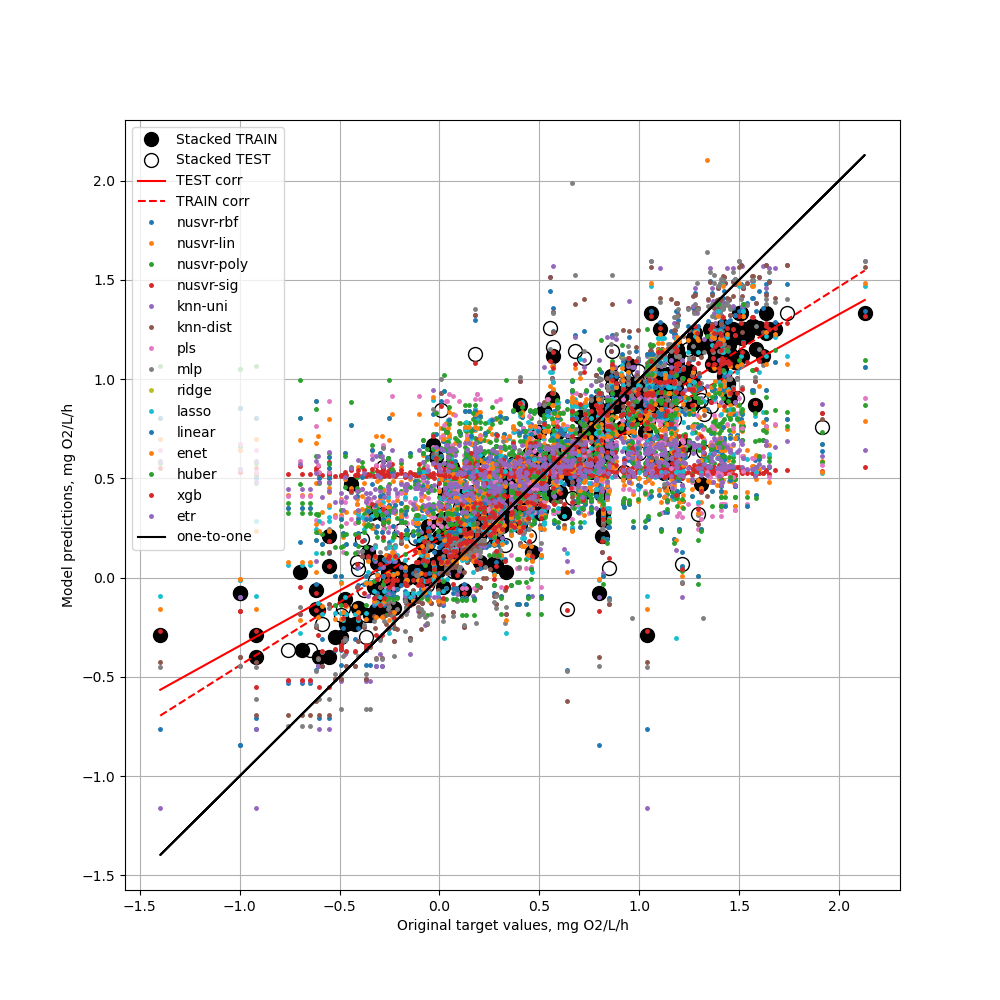 Stacked TRAIN
Stacked TEST
TEST corr
TRAIN corr
nusvr-rbf
nusvr-lin
nusvr-poly
nusvr-sig
knn-uni
knn-dist
pls
mlp
ridge
lasso
linear
enet
huber
xgb
etr
one-to-one
2.0
1.5
1.0
0.5
0.0
−0.5
−1.0
−1.5
Model predictions, mg O2/L/h
−1.5 −1.0 −0.5 0.0 0.5 1.0 1.5 2.0
Original target values, mg O2/L/h